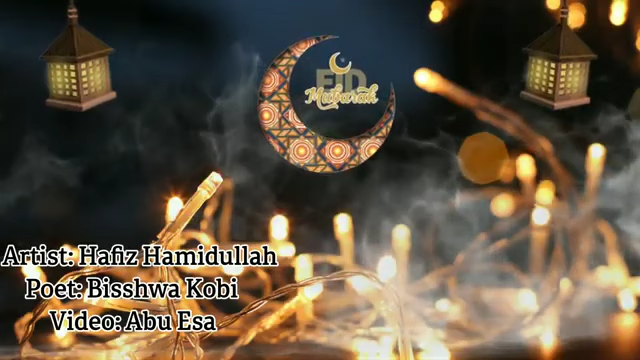 EID
Mubarak
Artist: Hafiz Hamidullah
Poet: Bisshwa Kobi
Video: Abu Esa